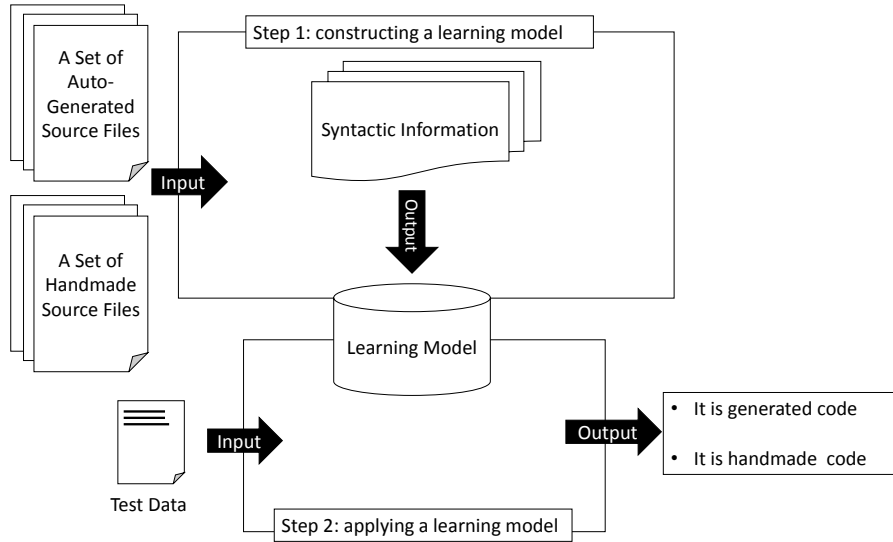 Step 1: constructing a learning model
A Set of
Auto-
Generated
Source Files
Syntactic Information
Input
Output
A Set of
Handmade
Source Files
Learning Model
Test Data
Input
Output
• It is generated code
• It is handmade code
Step 2: applying a learning model